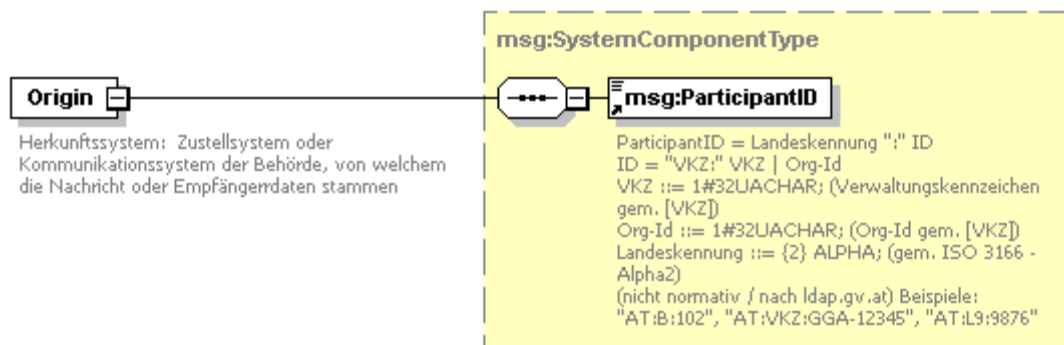 msg:SystemComponentType
Origin
msg:ParticipantID
Herkunftssystem: Zustellsystem oder
Kommunikationssystem der Behörde, von welchem
die Nachricht oder Empfängerrdaten stammen
ParticipantID = Landeskennung ":" ID
ID = "VKZ:" VKZ | Org-Id
VKZ ::= 1#32UACHAR; (Verwaltungskennzeichen
gem. [VKZ])
Org-Id ::= 1#32UACHAR; (Org-Id gem. [VKZ])
Landeskennung ::= {2} ALPHA; (gem. ISO 3166 -
Alpha2)
(nicht normativ / nach ldap.gv.at) Beispiele:
"AT:B:102", "AT:VKZ:GGA-12345", "AT:L9:9876"